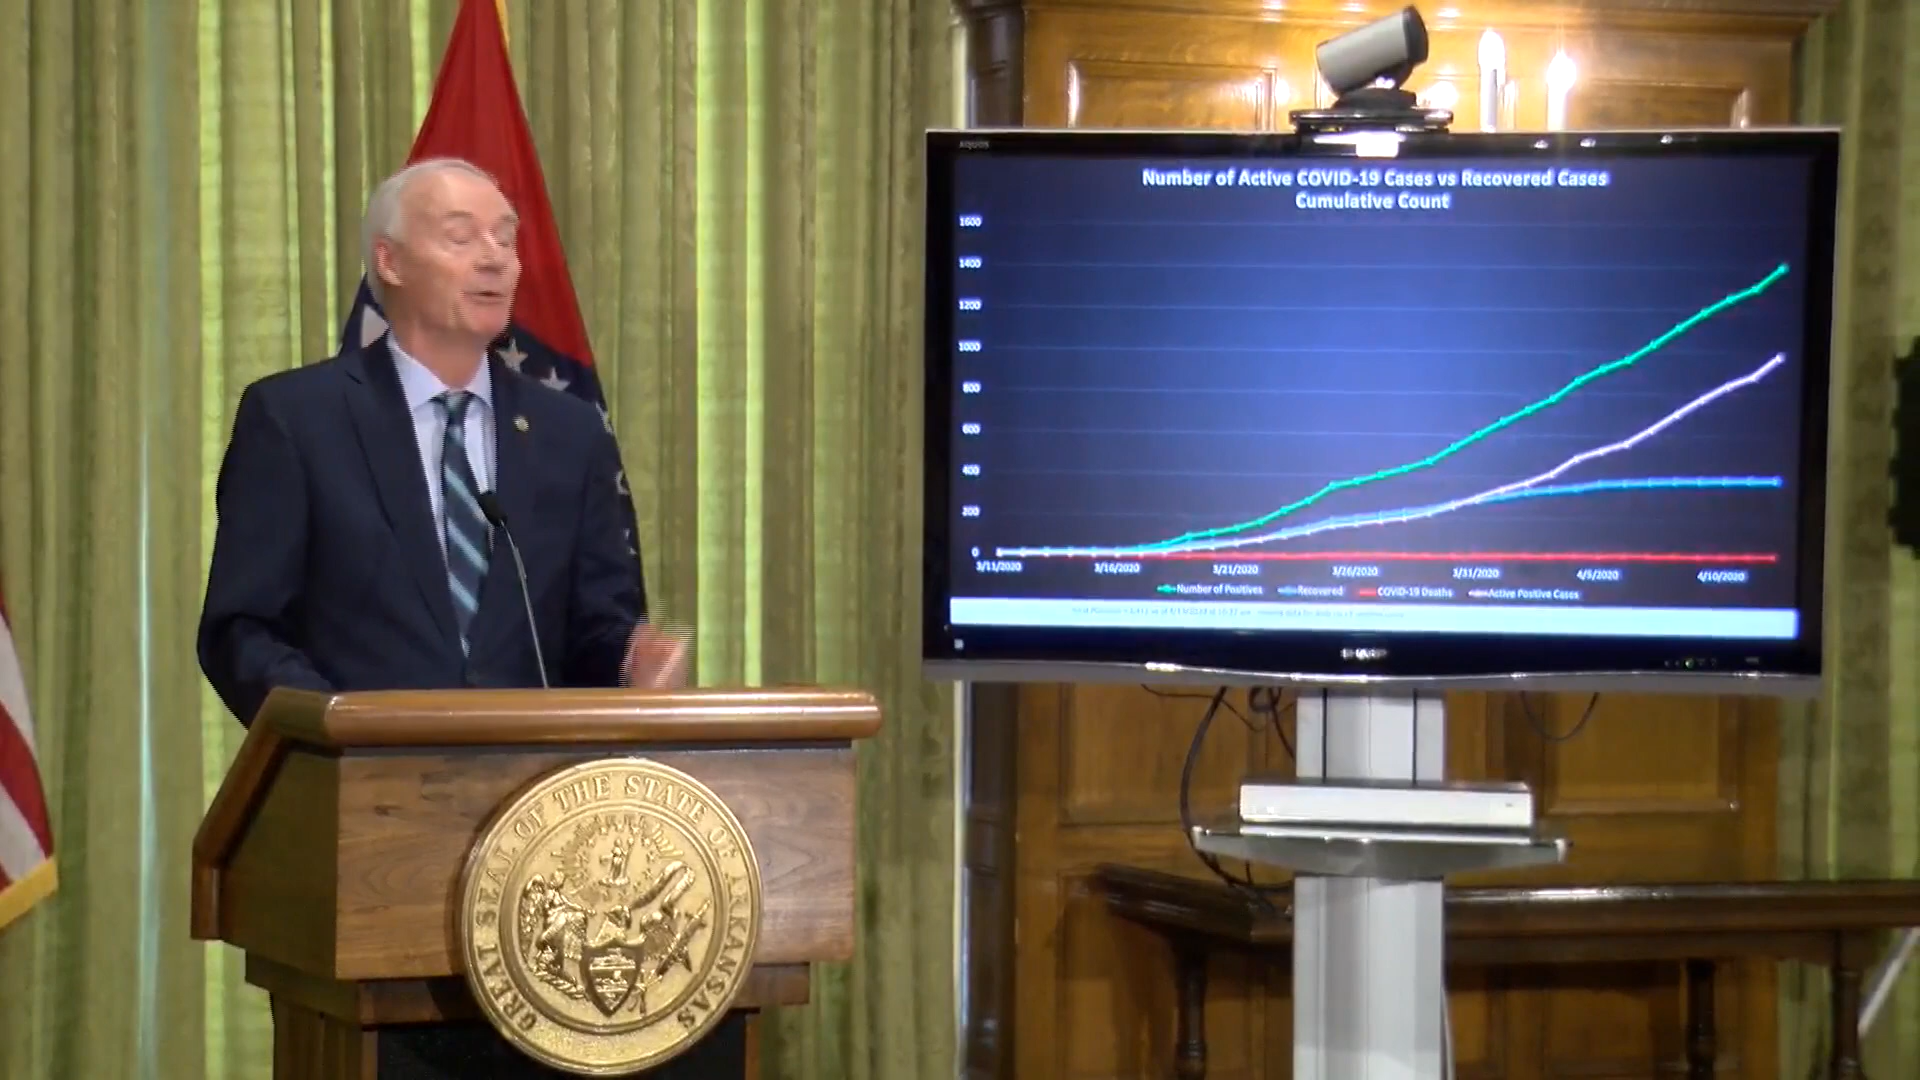 AQUOS
Number of Active COVID-19 Cases vs Recovered Cases
Cumulative Count
1600
1400
1200
1000
800
600
400
200
0
3/11/2020 3/16/2020 3/21/2020 3/26/2020 3/31/2020 4/5/2020 4/10/2020
Number of Positives Recovered COVID-19 Deaths Active Positive Cases
SHARP
GREAT SEAL OF THE STATE OF ARKANSAS